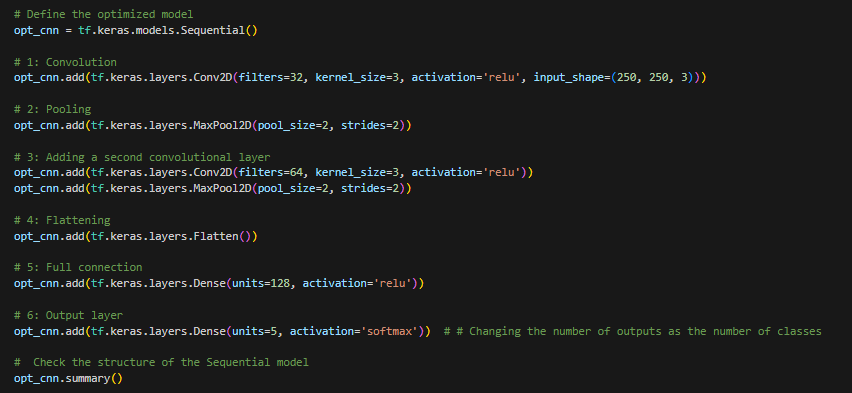 # Define the optimized model
opt_cnn = tf.keras.models.Sequential()
# 1: Convolution
opt_cnn.add(tf.keras.layers.Conv2D(filters=32, kernel_size=3, activation='relu', input_shape=(250, 250, 3)))
# 2: Pooling
opt_cnn.add(tf.keras.layers.MaxPool2D(pool_size=2, strides=2))
# 3: Adding a second convolutional layer
opt_cnn.add(tf.keras.layers.Conv2D(filters=64, kernel_size=3, activation='relu'))
opt_cnn.add(tf.keras.layers.MaxPool2D(pool_size=2, strides=2))
# 4: Flattening
opt_cnn.add(tf.keras.layers.Flatten())
# 5: Full connection
opt_cnn.add(tf.keras.layers.Dense(units=128, activation='relu'))
# 6: Output layer
opt_cnn.add(tf.keras.layers.Dense(units=5, activation='softmax'))  # # Changing the number of outputs as the number of classes
#  Check the structure of the Sequential model
opt_cnn.summary()